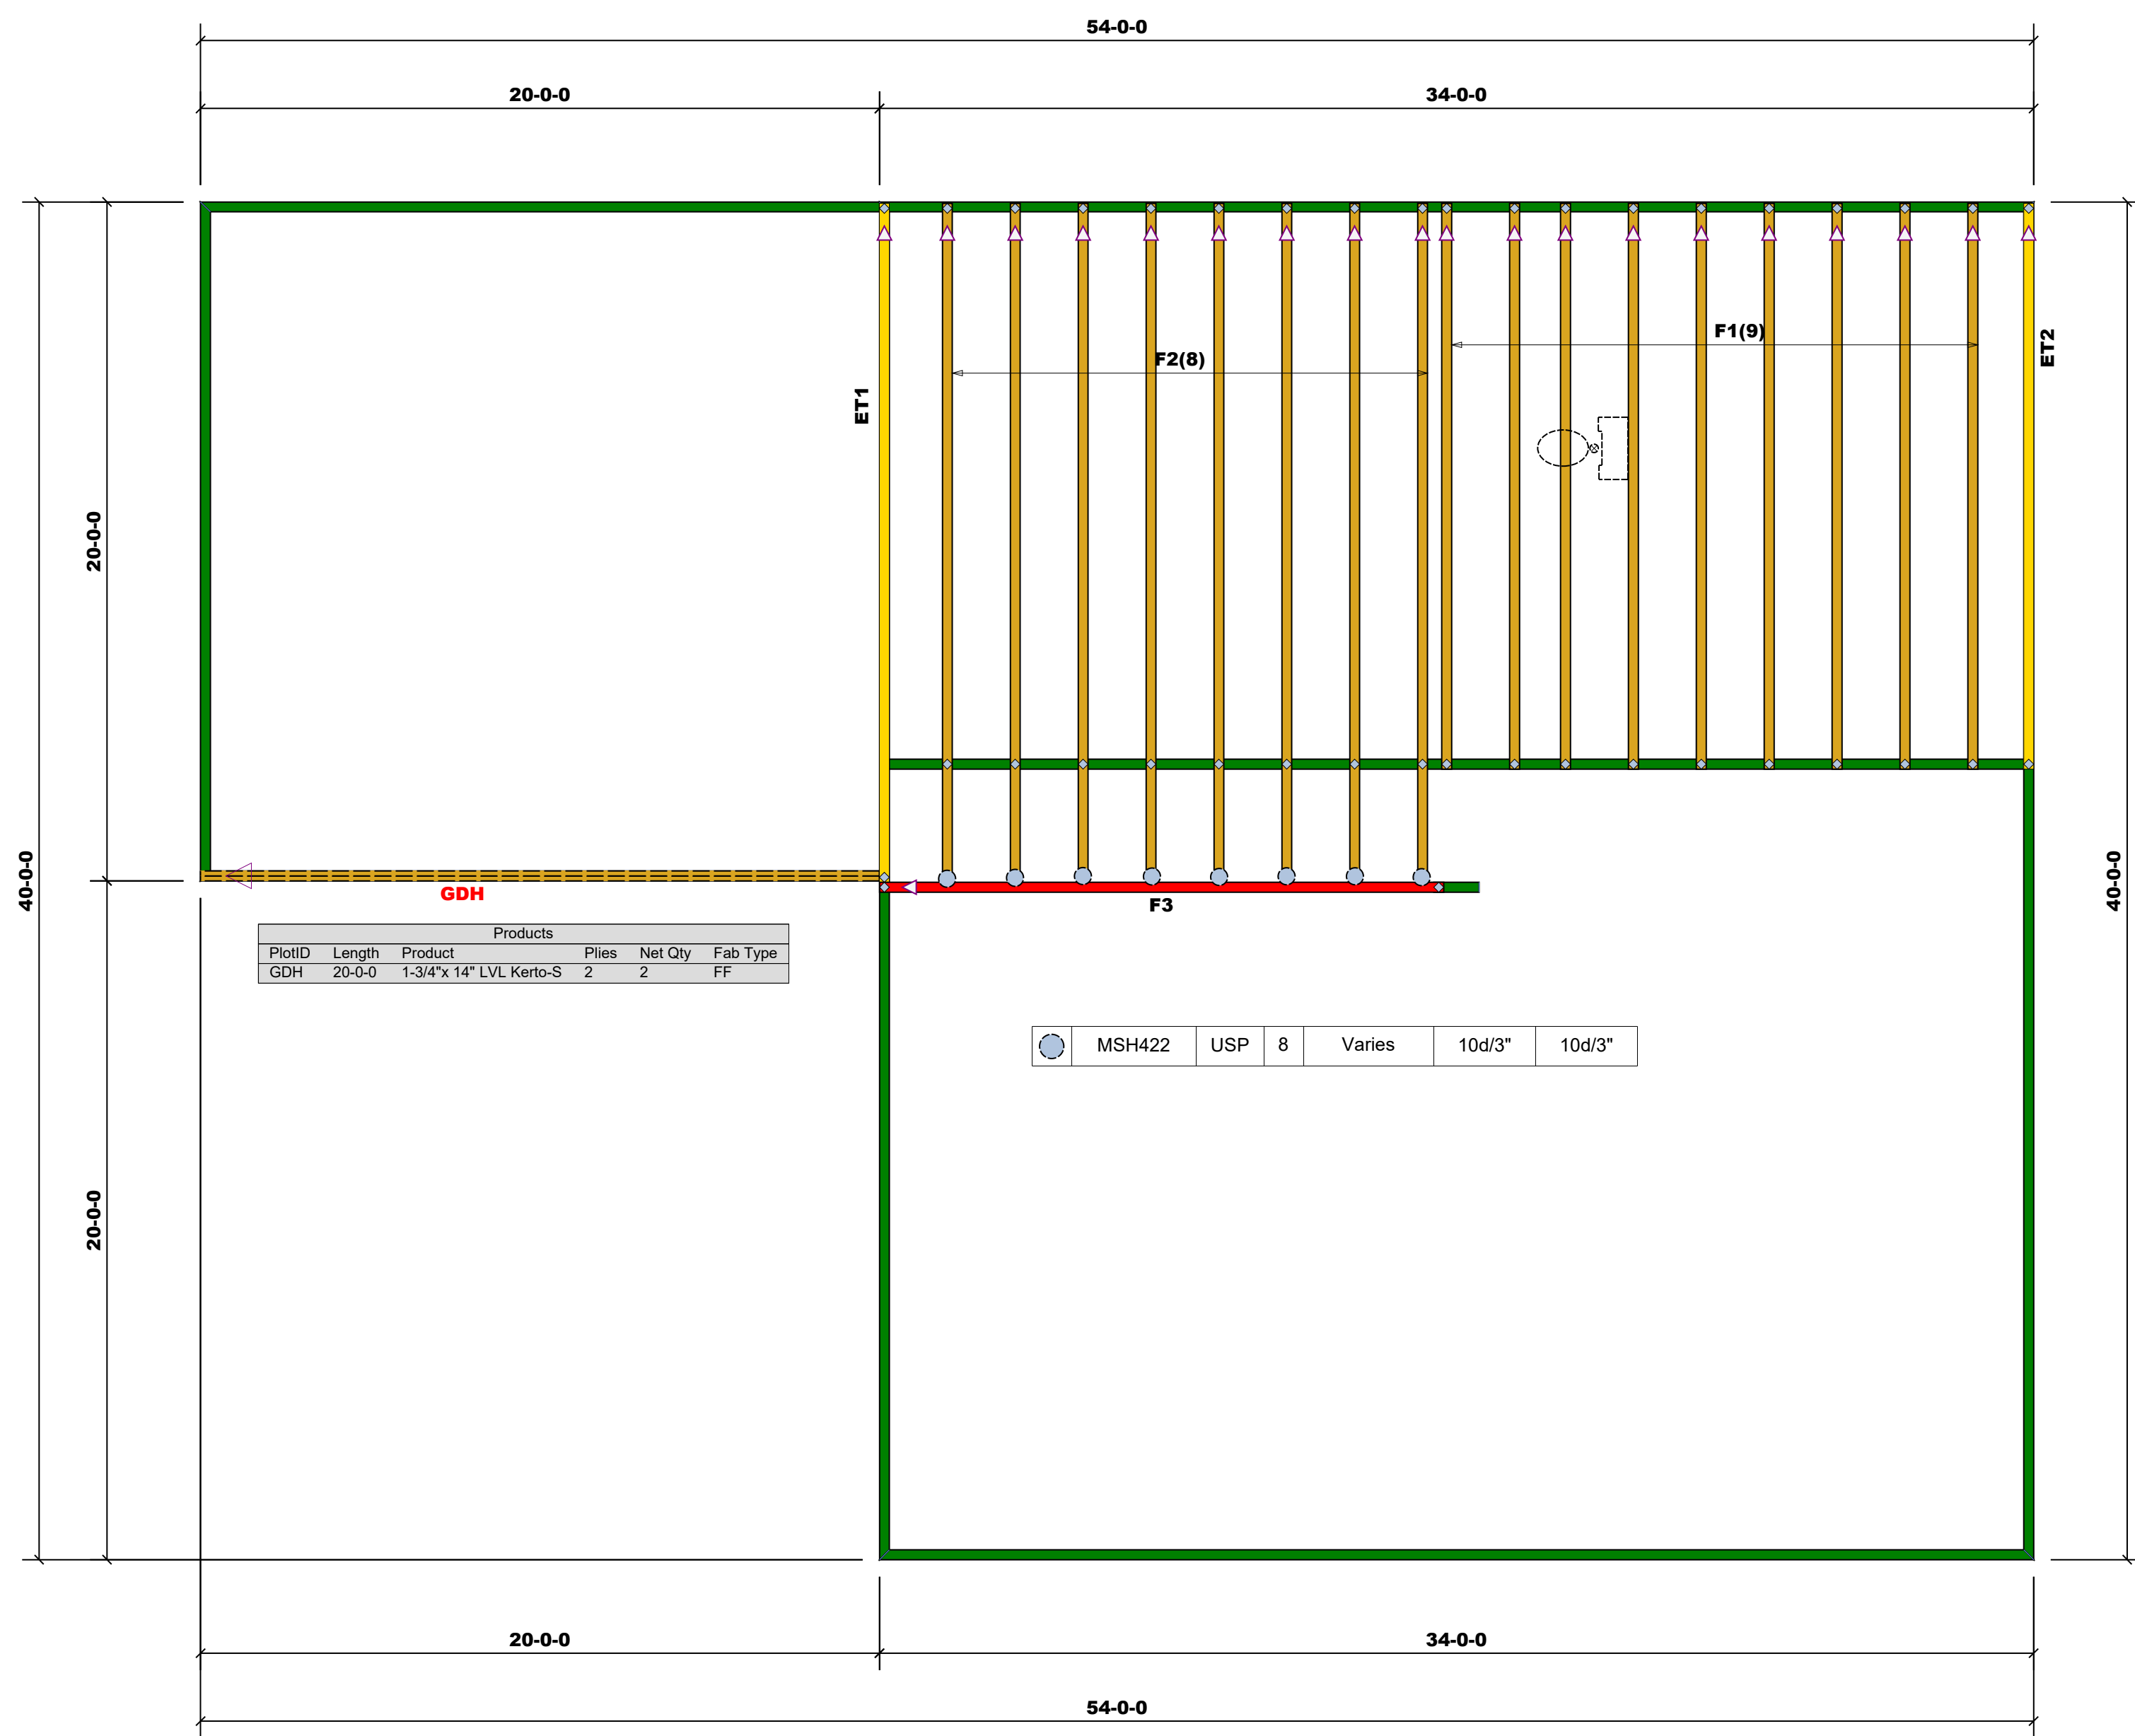 54-0-0
20-0-0
34-0-0
F1(9)
ET2
F2(8)
ET1
20-0-0
40-0-0
40-0-0
GDH
F3
Products
PlotID Length Product Plies Net Qty Fab Type
GDH 20-0-0 1-3/4"x 14" LVL Kerto-S 2 2 FF
MSH422 USP 8 Varies 10d/3" 10d/3"
20-0-0
20-0-0
34-0-0
54-0-0